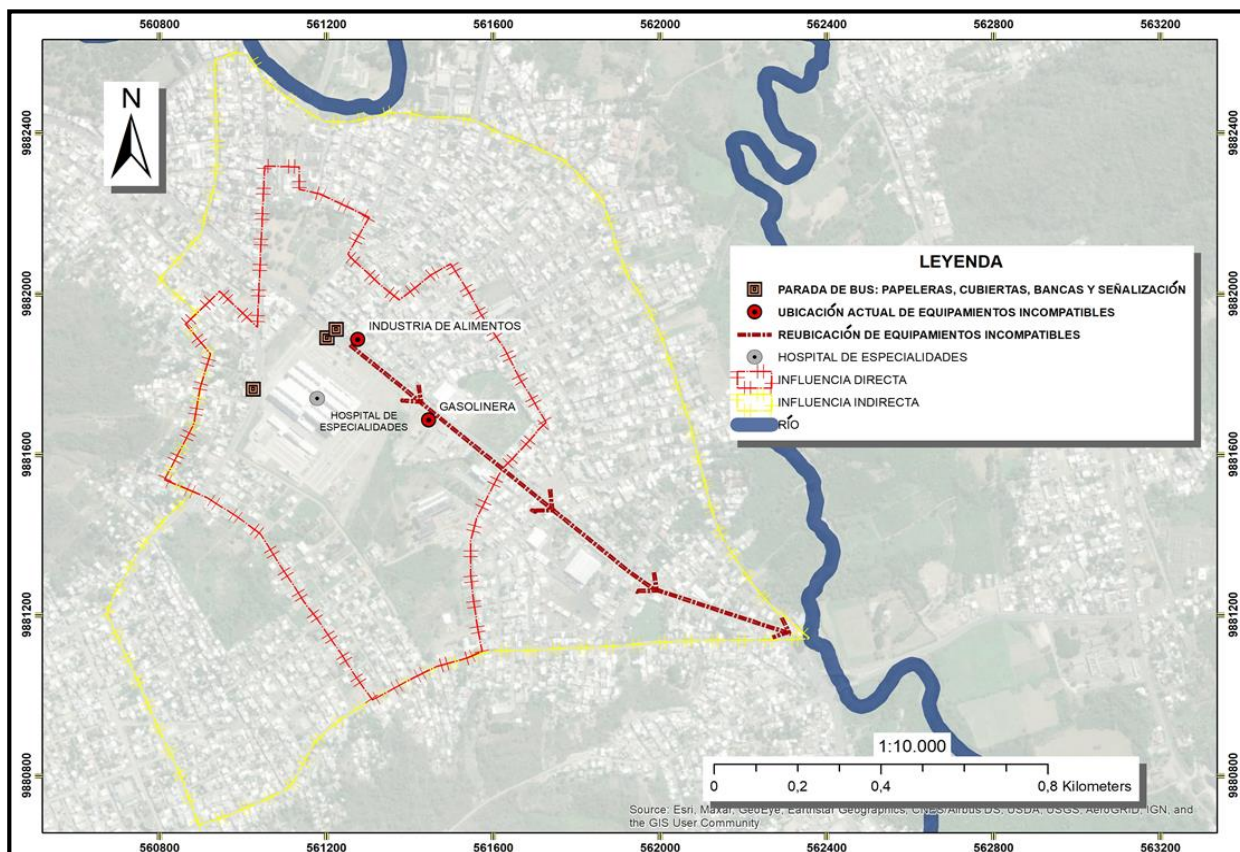 560800 561200 561600 562000 562400 562800 563200
9882400 9882400
N
9882000 9882000
LEYENDA
PARADA DE BUS: PAPELERAS, CUBIERTAS, BANCAS Y SEÑALIZACIÓN
UBICACIÓN ACTUAL DE EQUIPAMIENTOS INCOMPATIBLES
REUBICACIÓN DE EQUIPAMIENTOS INCOMPATIBLES
HOSPITAL DE ESPECIALIDADES
INFLUENCIA DIRECTA
INFLUENCIA INDIRECTA
RÍO
INDUSTRIA DE ALIMENTOS
GASOLINERA
HOSPITAL DE
ESPECIALIDADES
9881600 9881600
9881200 9881200
1:10.000
9880800 9880800
0 0,2 0,4 0,8 Kilometers
Source: Esri, Maxar, GeoEye, Earthstar Geographics, CNES/Airbus DS, USDA, USGS, AeroGRID, IGN, and
the GIS User Community
560800 561200 561600 562000 562400 562800 563200